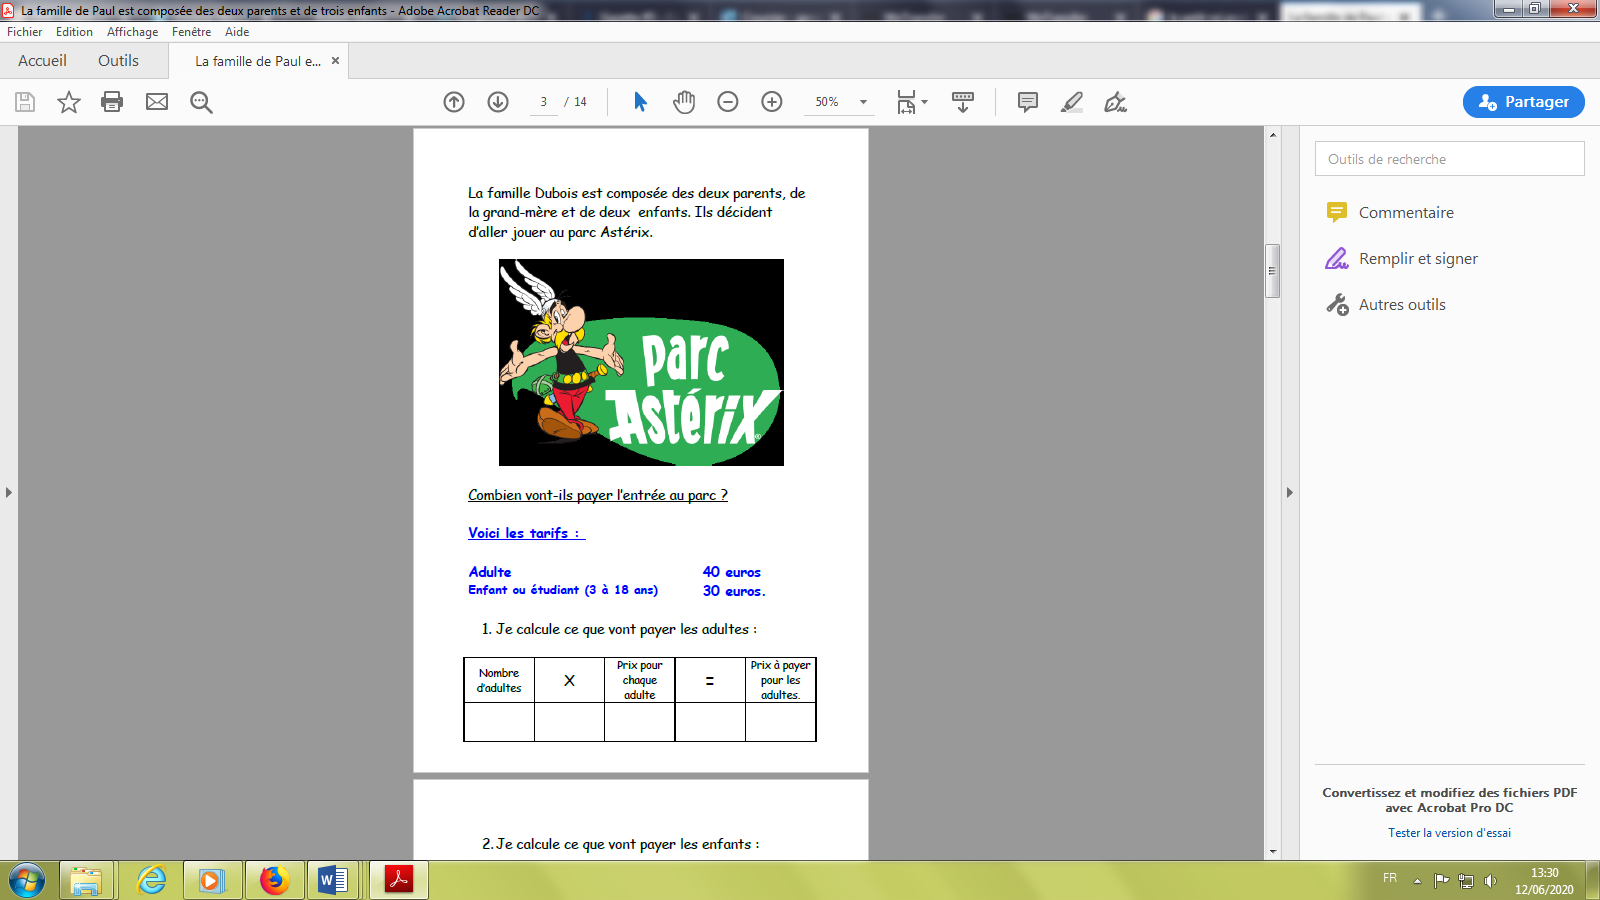 La famille de Paul est composée des deux parents et de trois enfants - Adobe Acrobat Reader DC
Fichier Edition Affichage Fenêtre Aide
Accueil Outils La famille de Paul e... ×
3 / 14 50% Partager
Outils de recherche
Commentaire
Remplir et signer
Autres outils
Convertissez et modifiez des fichiers PDF
avec Acrobat Pro DC
Tester la version d'essai
La famille Dubois est composée des deux parents, de
la grand-mère et de deux enfants. Ils décident
d'aller jouer au parc Astérix.
parc
Astérix
Combien vont-ils payer l'entrée au parc ?
Voici les tarifs :
Adulte 40 euros
Enfant ou étudiant (3 à 18 ans) 30 euros.
1. Je calcule ce que vont payer les adultes :
Nombre
d'adultes
X
Prix pour
chaque
adulte
=
Prix à payer
pour les
adultes.
2. Je calcule ce que vont payer les enfants :
FR
13:30
12/06/2020